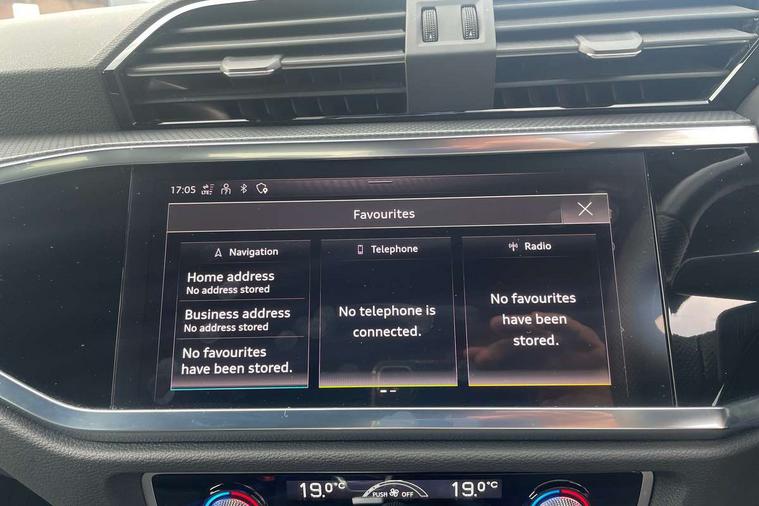 17:05
Favourites
Navigation
Home address
No address stored
Business address
No address stored
No favourites
have been stored.
Telephone
No telephone is
connected.
Radio
No favourites
have been
stored.
19.0°C
PUSH OFF
19.0°C